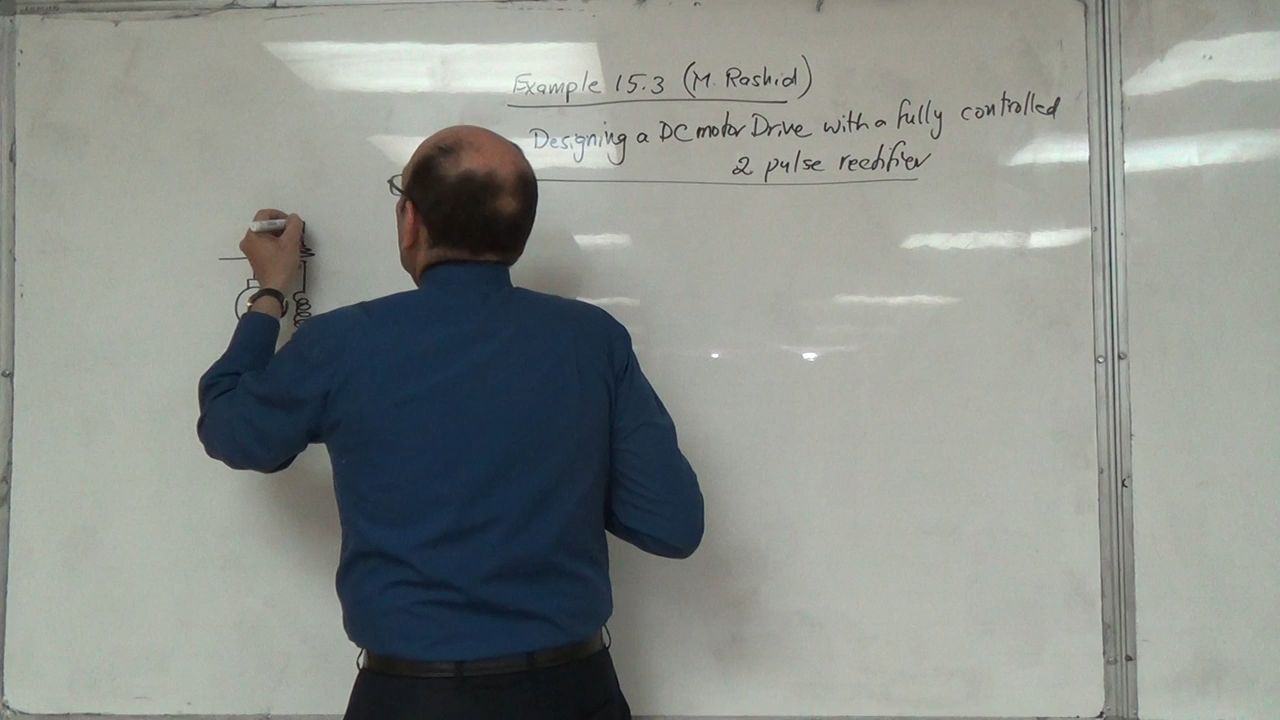 Example 15.3 (M. Rashid)
Designing a DC motor Drive with a fully controlled
2 pulse rectifier